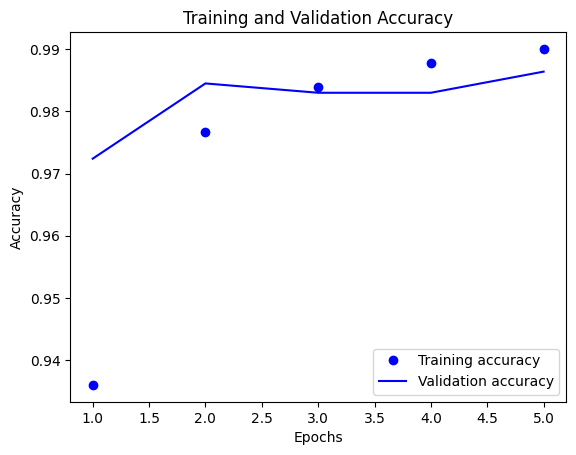 Training and Validation Accuracy
0.99
0.98
0.97
0.96
0.95
0.94
Accuracy
Training accuracy
Validation accuracy
1.0 1.5 2.0 2.5 3.0 3.5 4.0 4.5 5.0
Epochs